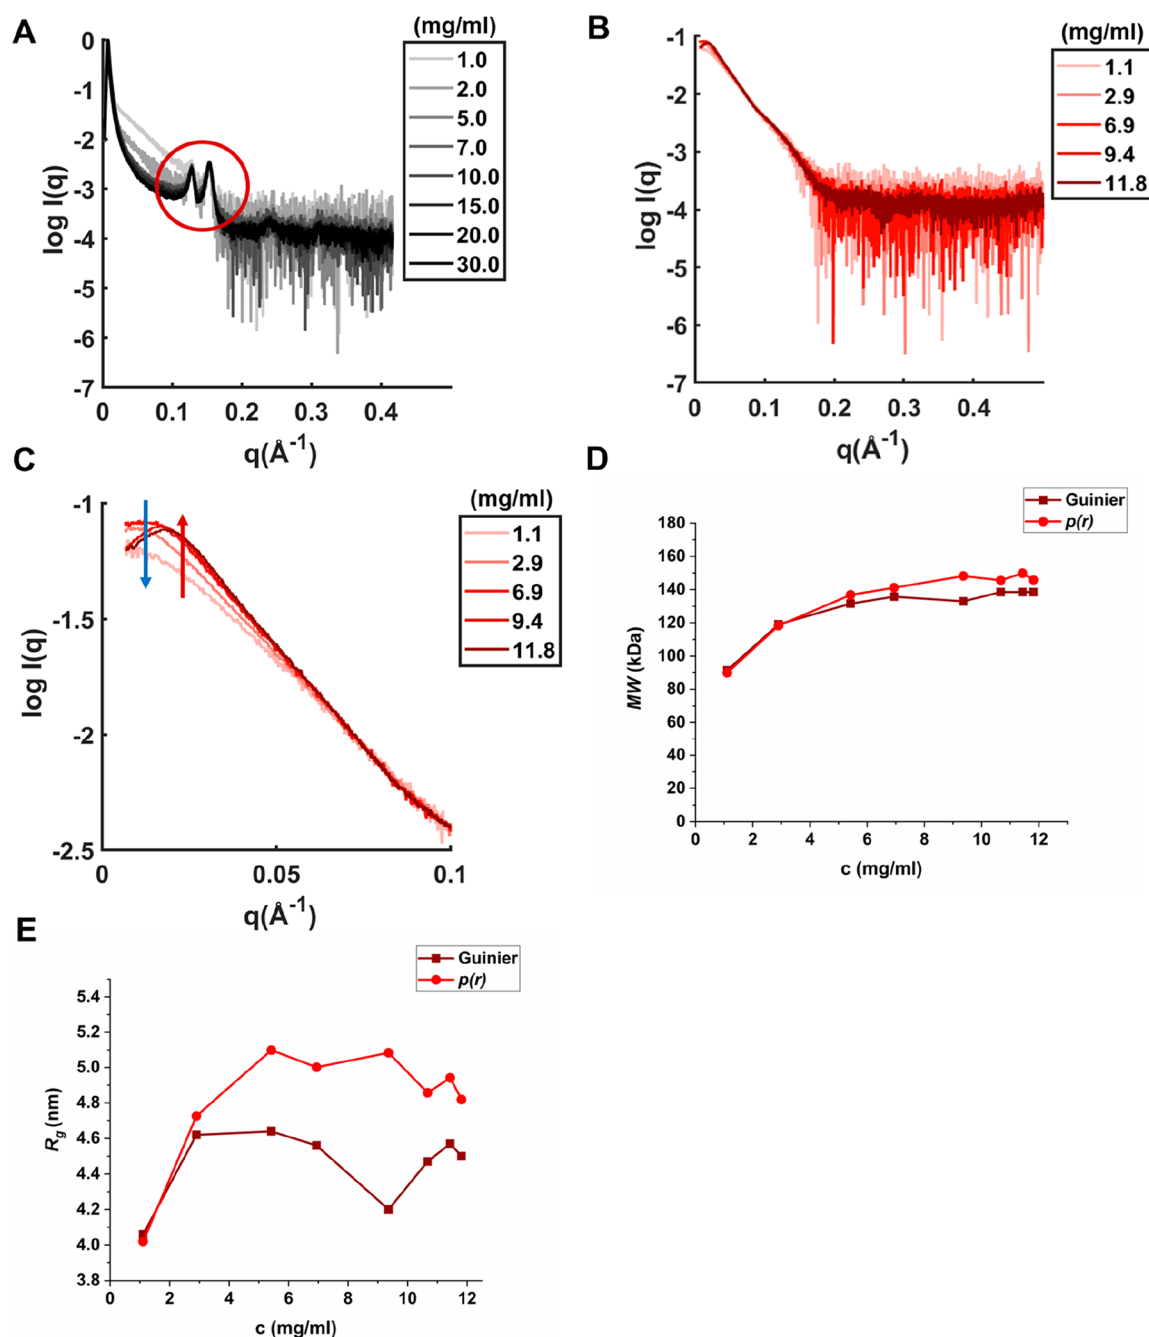 A
(mg/ml)
1.0
2.0
5.0
7.0
10.0
15.0
20.0
30.0
log I(q)
0
-1
-2
-3
-4
-5
-6
-7
0 0.1 0.2 0.3 0.4
q(Å-1)
B
(mg/ml)
1.1
2.9
6.9
9.4
11.8
log I(q)
-1
-2
-3
-4
-5
-6
-7
0 0.1 0.2 0.3 0.4
q(Å-1)
C
(mg/ml)
1.1
2.9
6.9
9.4
11.8
log I(q)
-1
-1.5
-2
-2.5
0 0.05 0.1
q(Å-1)
D
Guinier
p(r)
MW (kDa)
180
160
140
120
100
80
60
40
20
0
0 2 4 6 8 10 12
c (mg/ml)
E
Guinier
p(r)
Rg (nm)
5.4
5.2
5.0
4.8
4.6
4.4
4.2
4.0
3.8
0 2 4 6 8 10 12
c (mg/ml)